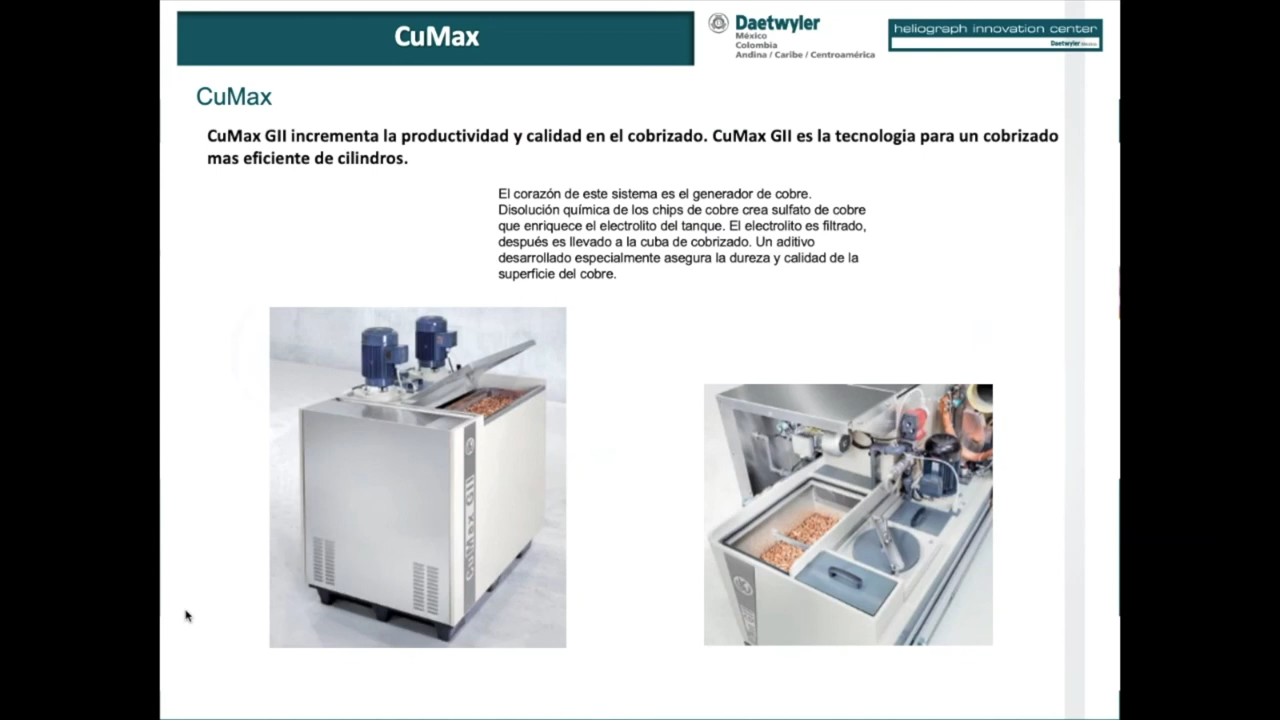 CuMax
Daetwyler
México
Colombia
Andina / Caribe / Centroamérica
heliograph innovation center
Daetwyler
CuMax
CuMax GII incrementa la productividad y calidad en el cobrizado. CuMax GII es la tecnologia para un cobrizado
mas eficiente de cilindros.
El corazón de este sistema es el generador de cobre.
Disolución química de los chips de cobre crea sulfato de cobre
que enriquece el electrolito del tanque. El electrolito es filtrado,
después es llevado a la cuba de cobrizado. Un aditivo
desarrollado especialmente asegura la dureza y calidad de la
superficie del cobre.
CuMax GII